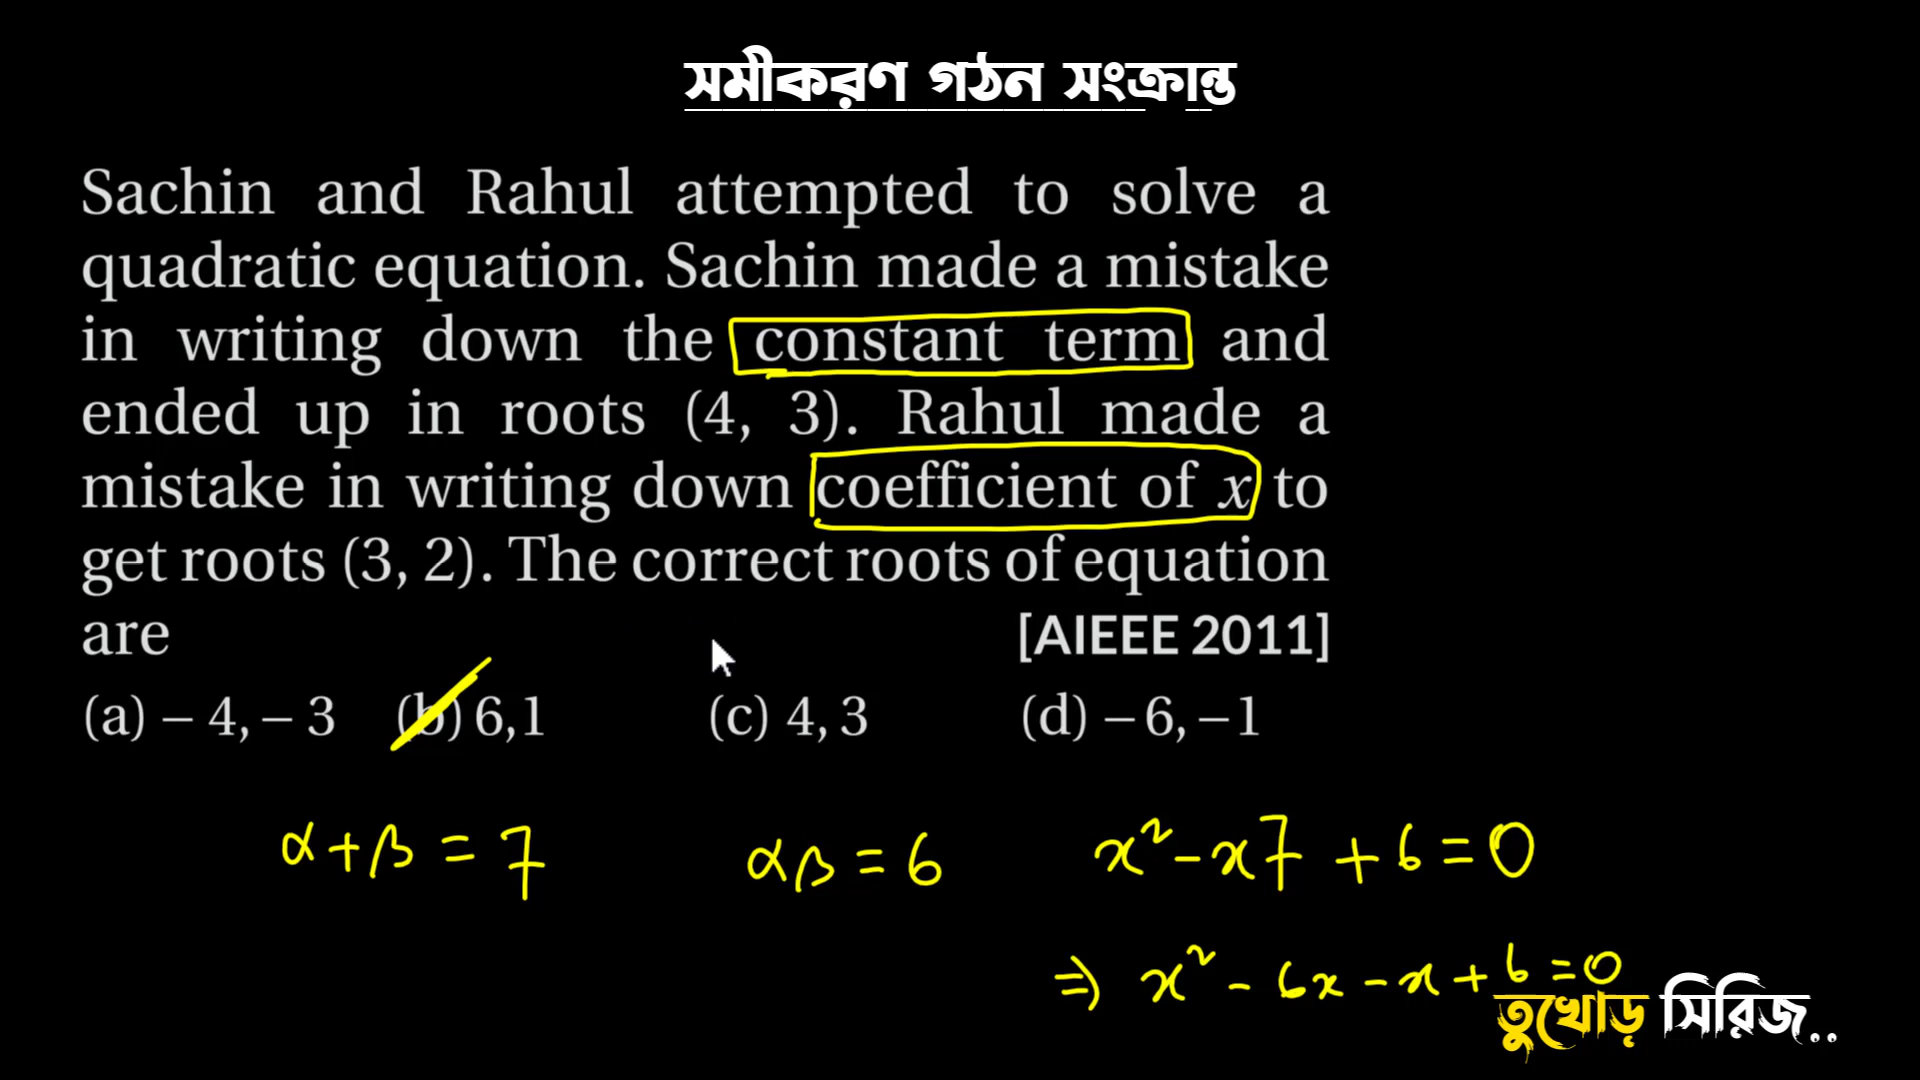 সমীকরণ গঠন সংক্রান্ত
Sachin and Rahul attempted to solve a
quadratic equation. Sachin made a mistake
in writing down the constant term and
ended up in roots (4, 3). Rahul made a
mistake in writing down coefficient of x to
get roots (3, 2). The correct roots of equation
are [AIEEE 2011]
(a) – 4, – 3 (b) 6,1 (c) 4, 3 (d) – 6, –1
α+β = 7 αβ = 6 x² - x7 + 6 = 0
⇒ x² - 6x - x + 6 = 0
তুখোড় সিরিজ..